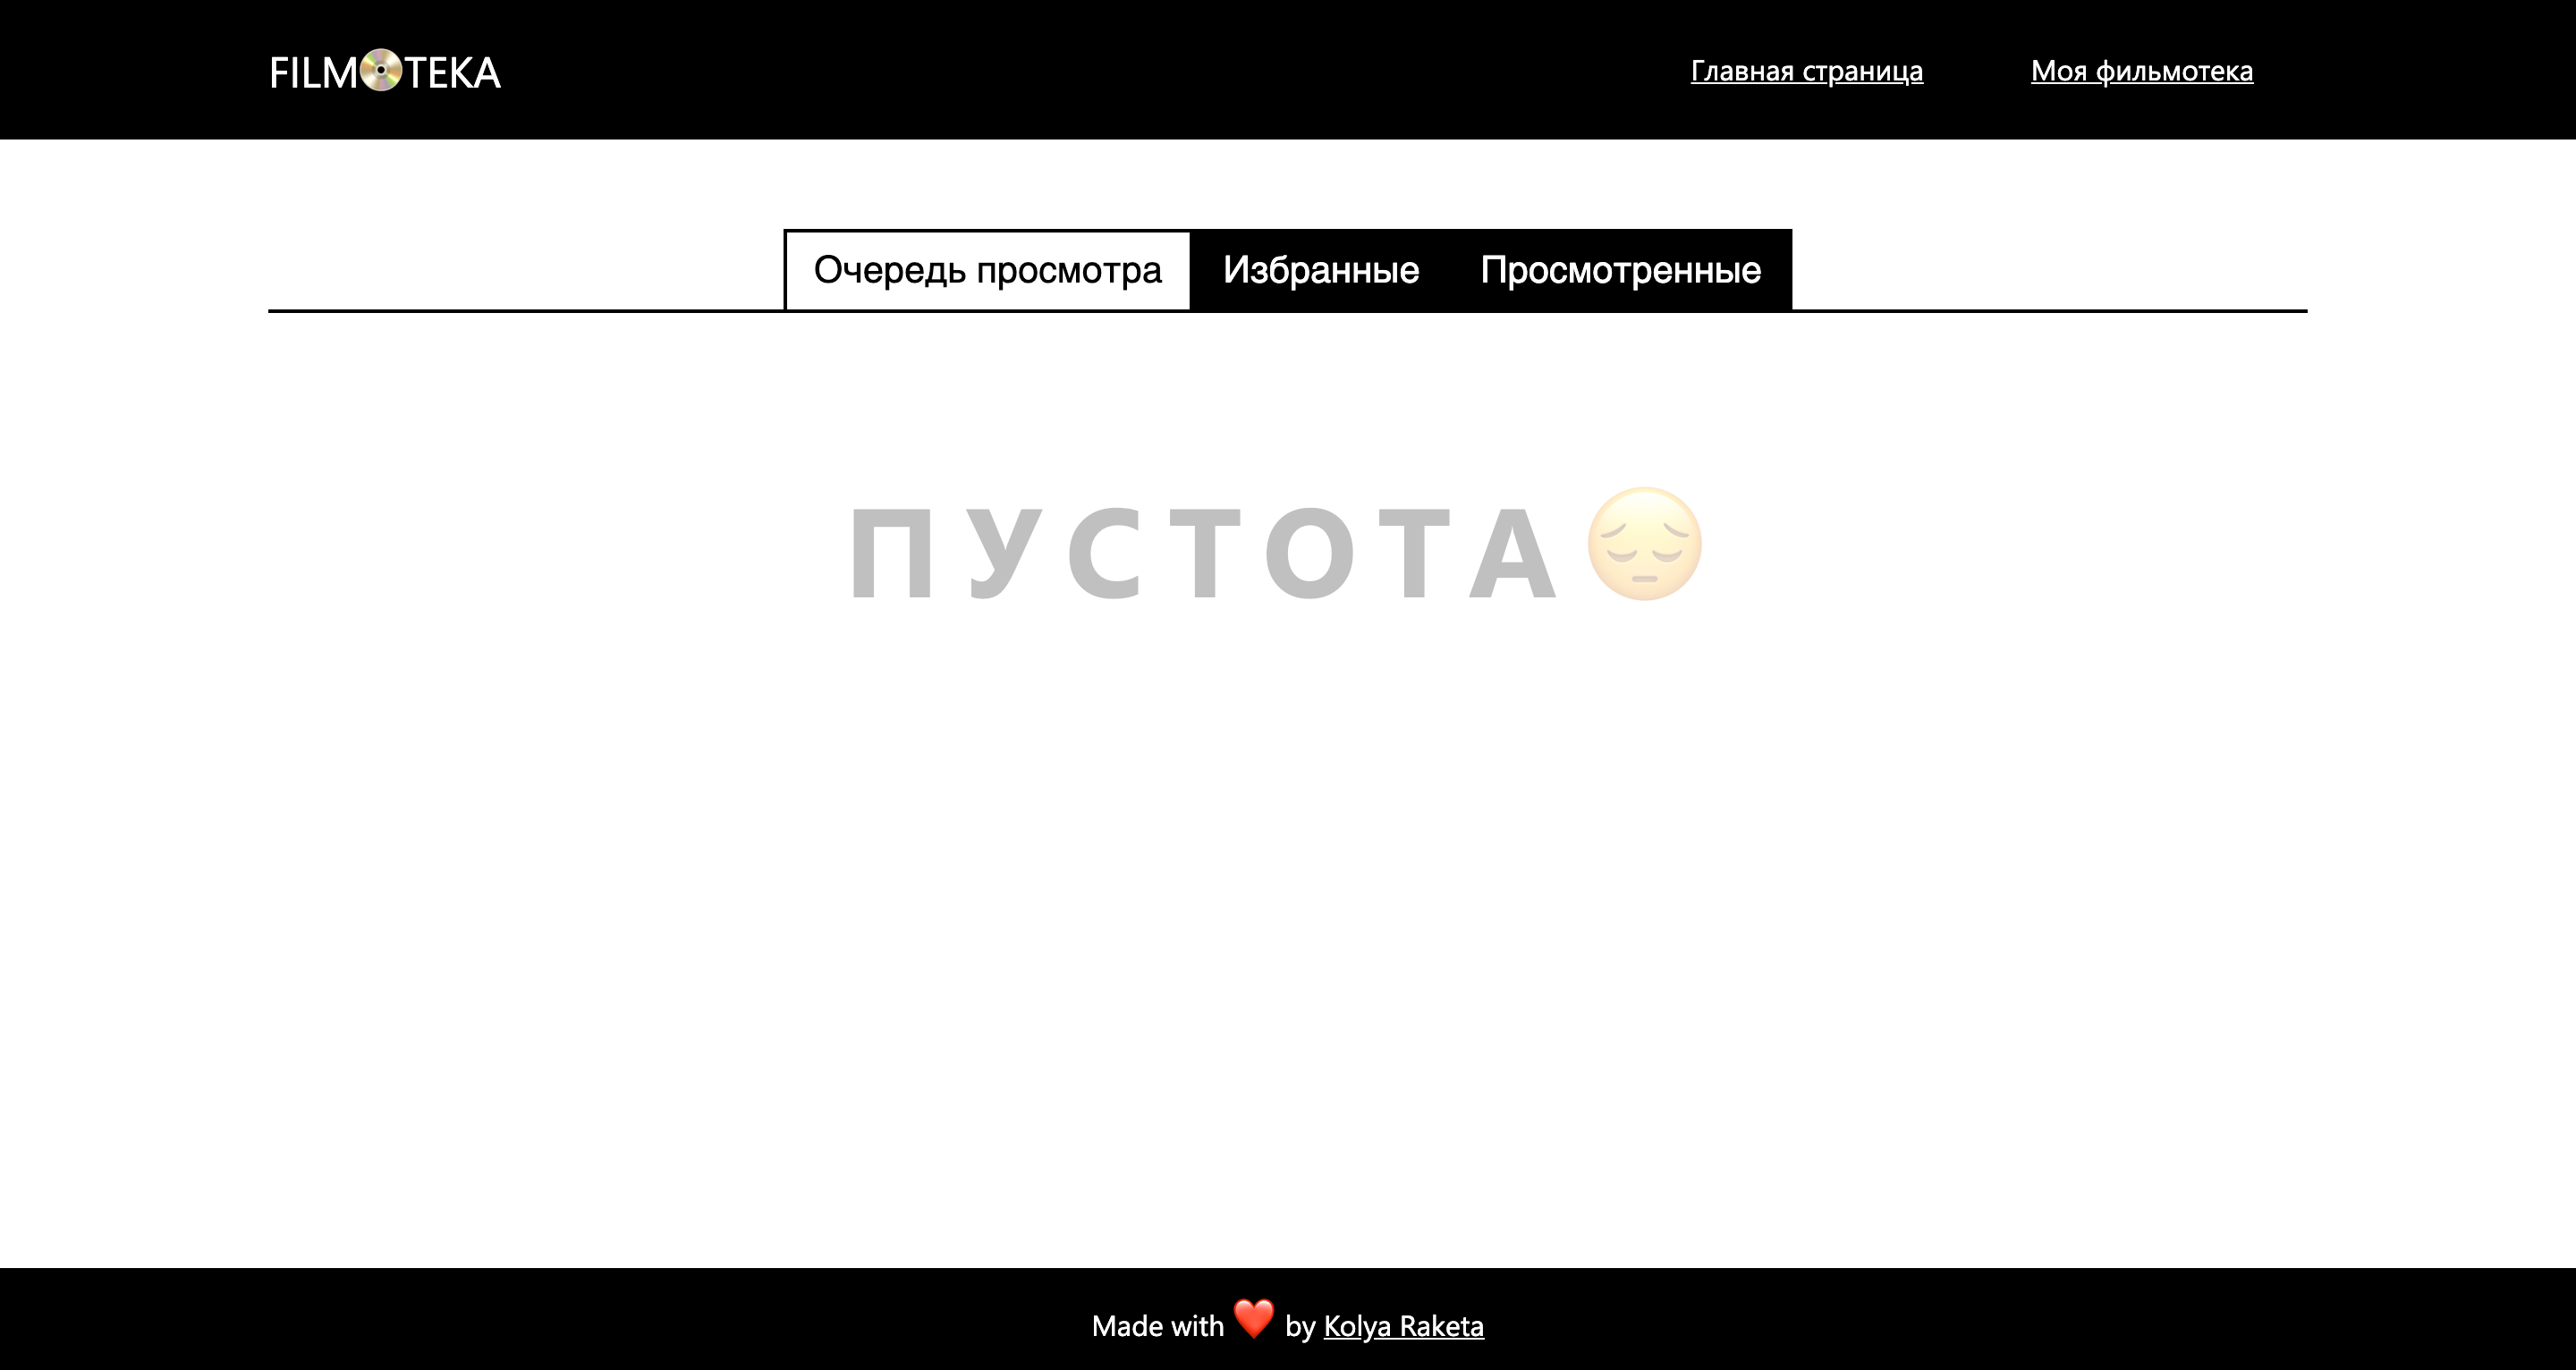 FILM📀TEKA
Главная страница Моя фильмотека
Очередь просмотра Избранные Просмотренные
ПУСТОТА😔
Made with ❤️ by Kolya Raketa